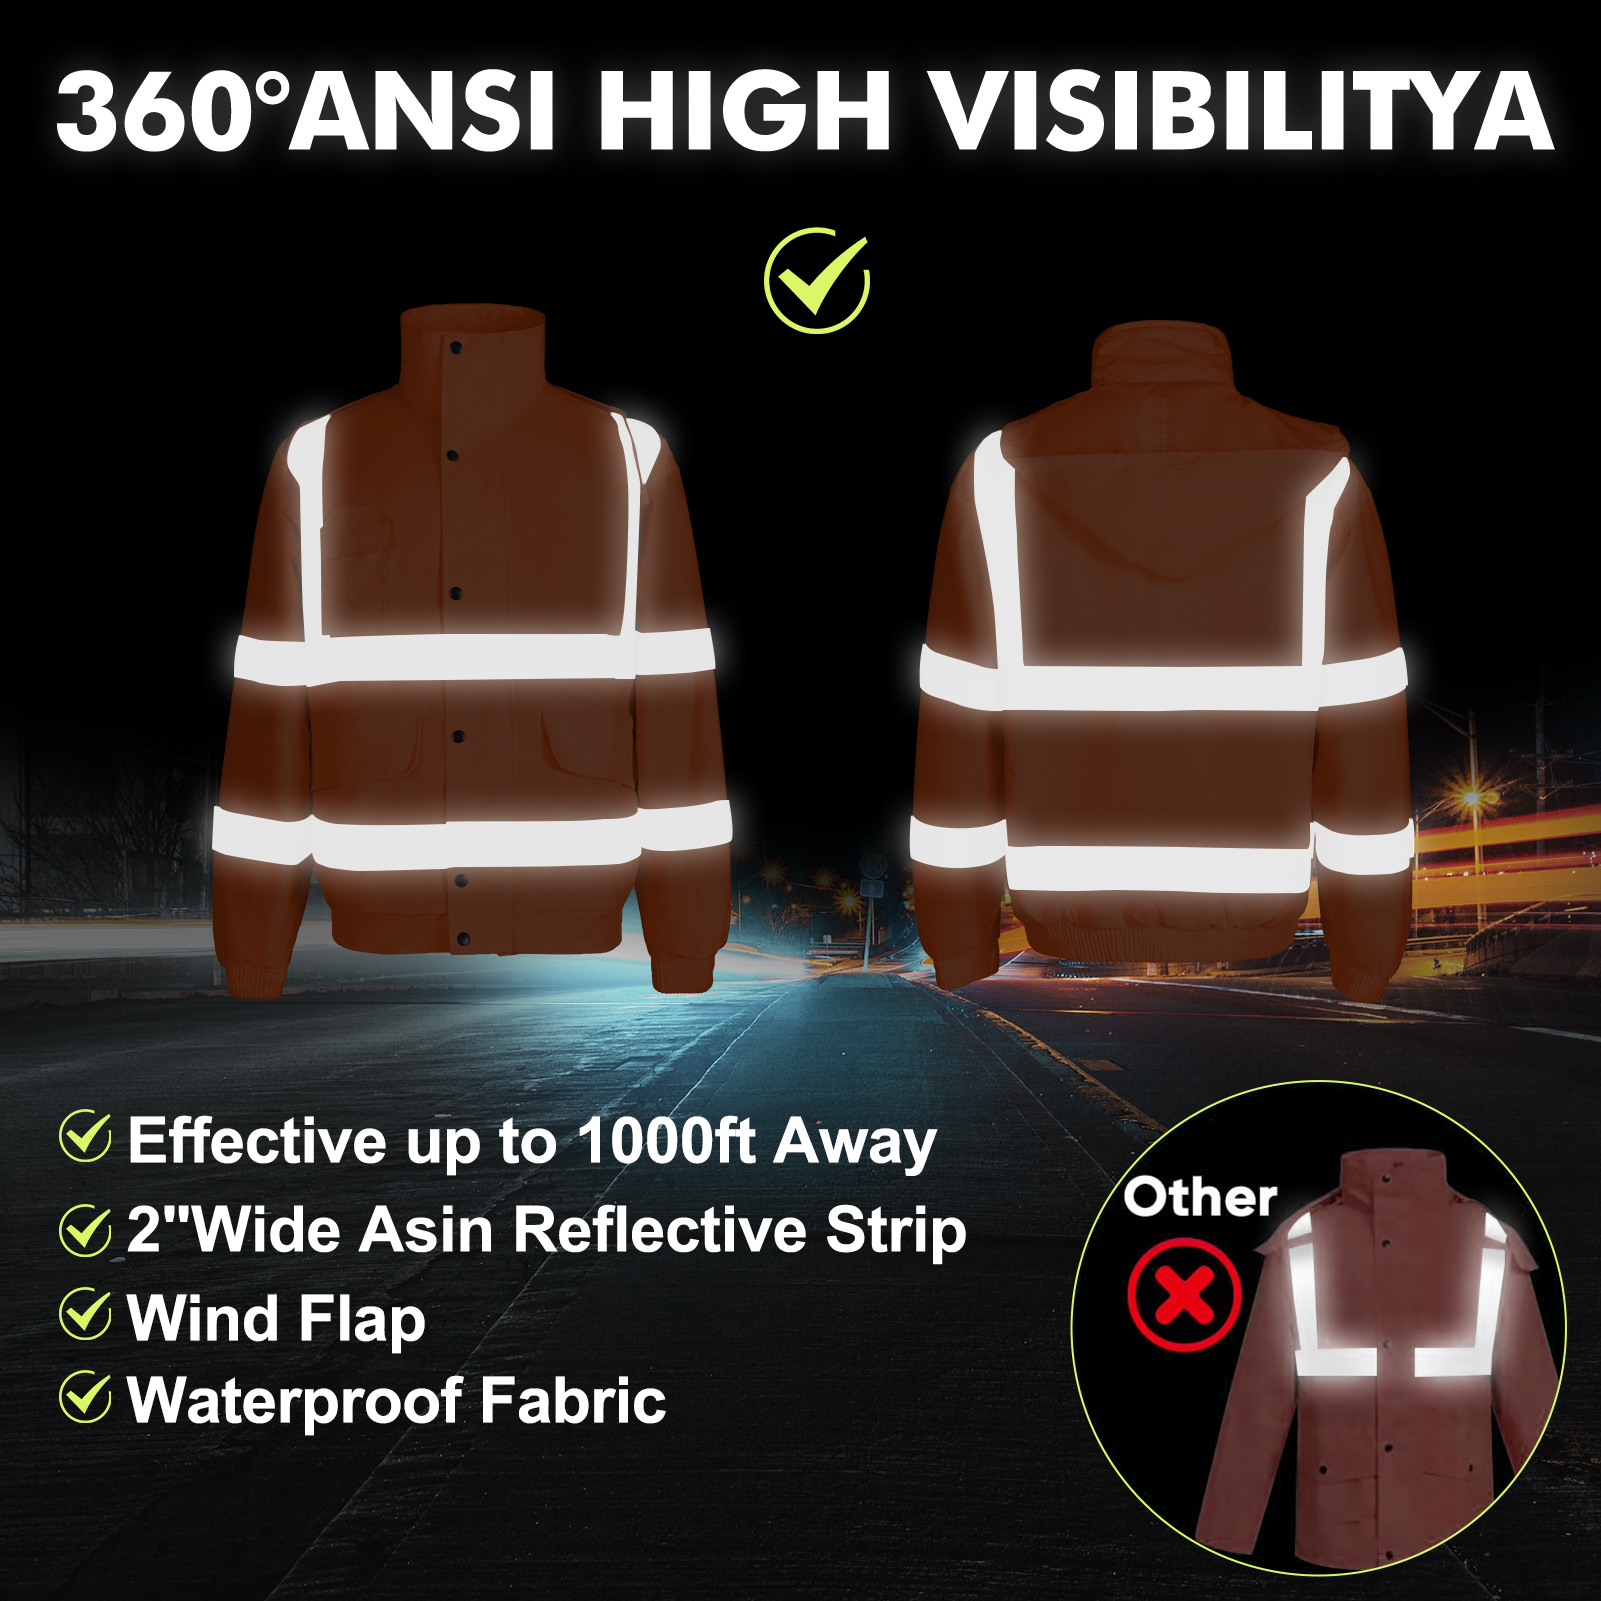 360°ANSI HIGH VISIBILITYA
Effective up to 1000ft Away
2"Wide Asin Reflective Strip
Wind Flap
Waterproof Fabric
Other